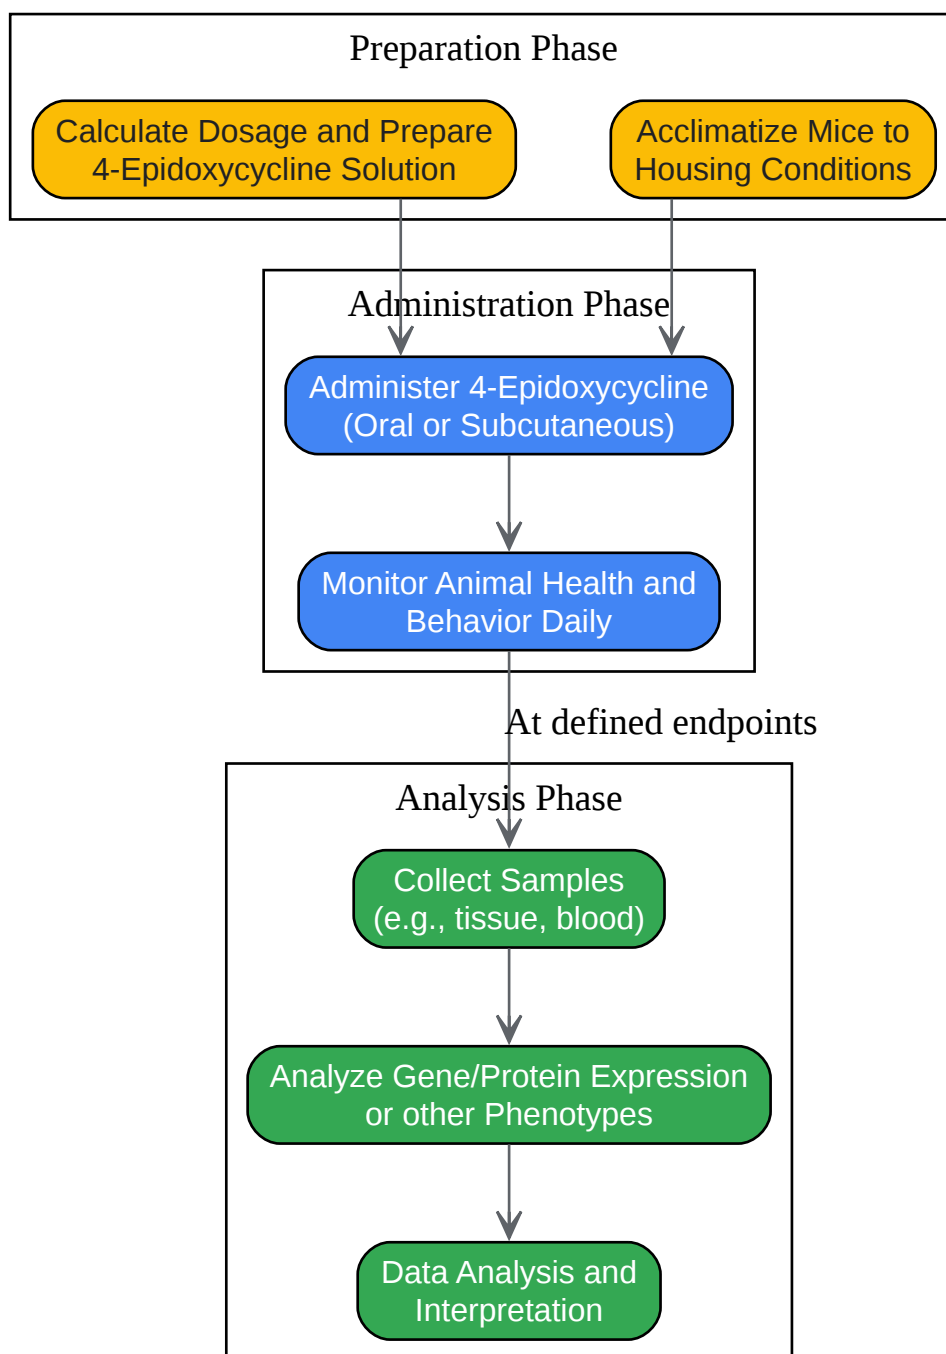 Preparation Phase
Calculate Dosage and Prepare
4-Epidoxycycline Solution
Acclimatize Mice to
Housing Conditions
Administration Phase
Administer 4-Epidoxycycline
(Oral or Subcutaneous)
Monitor Animal Health and
Behavior Daily
At defined endpoints
Analysis Phase
Collect Samples
(e.g., tissue, blood)
Analyze Gene/Protein Expression
or other Phenotypes
Data Analysis and
Interpretation